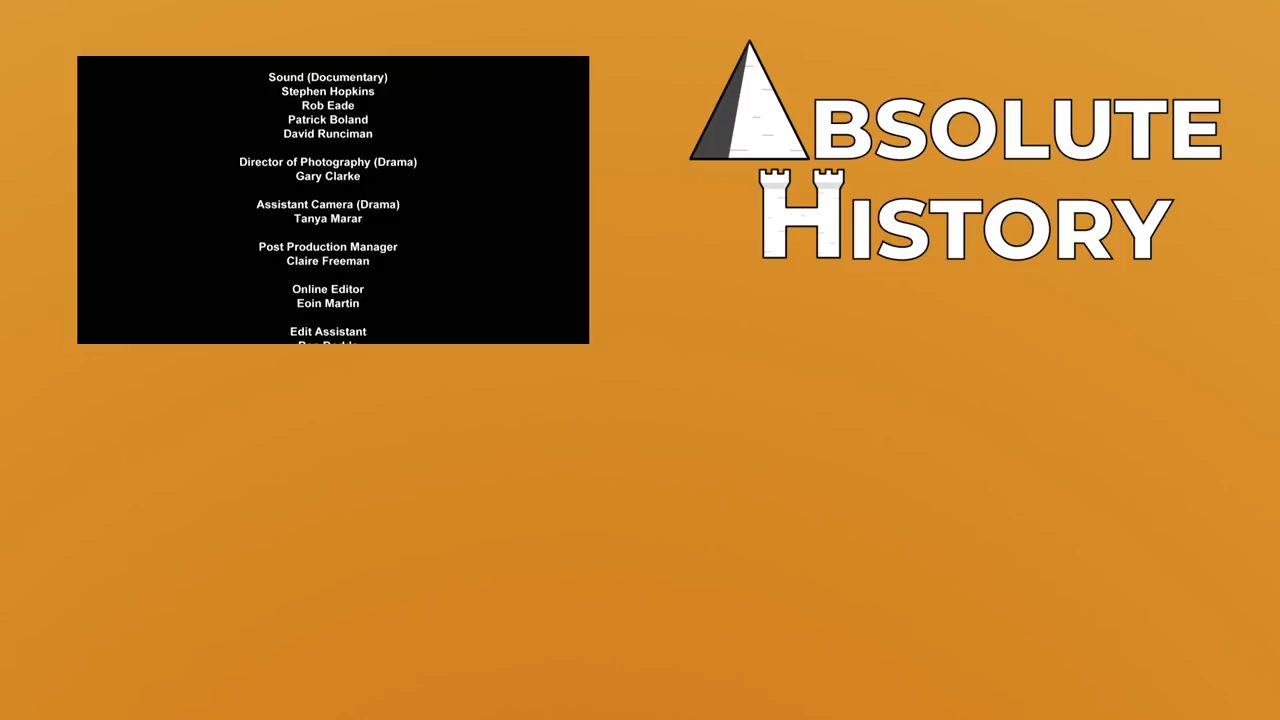 Sound (Documentary)
Stephen Hopkins
Rob Eade
Patrick Boland
David Runciman
Director of Photography (Drama)
Gary Clarke
Assistant Camera (Drama)
Tanya Marar
Post Production Manager
Claire Freeman
Online Editor
Eoin Martin
Edit Assistant
ABSOLUTE
HISTORY